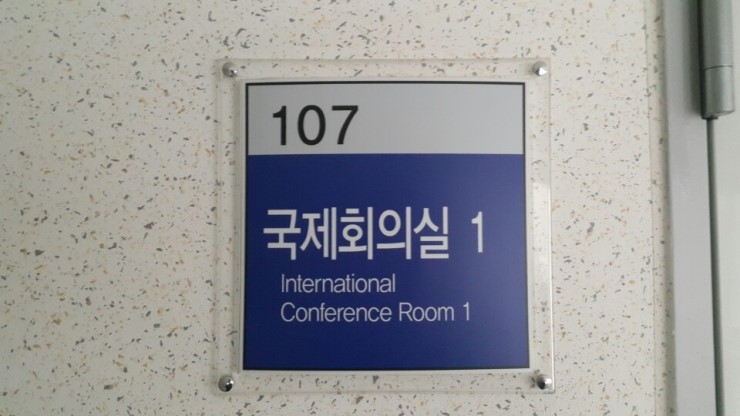 107
국제회의실 1
International
Conference Room 1